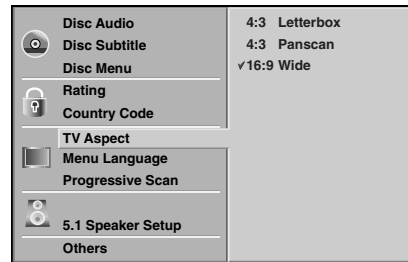 Disc Audio
Disc Subtitle
Disc Menu
Rating
Country Code
TV Aspect
Menu Language
Progressive Scan
5.1 Speaker Setup
Others
4:3 Letterbox
4:3 Panscan
✓16:9 Wide